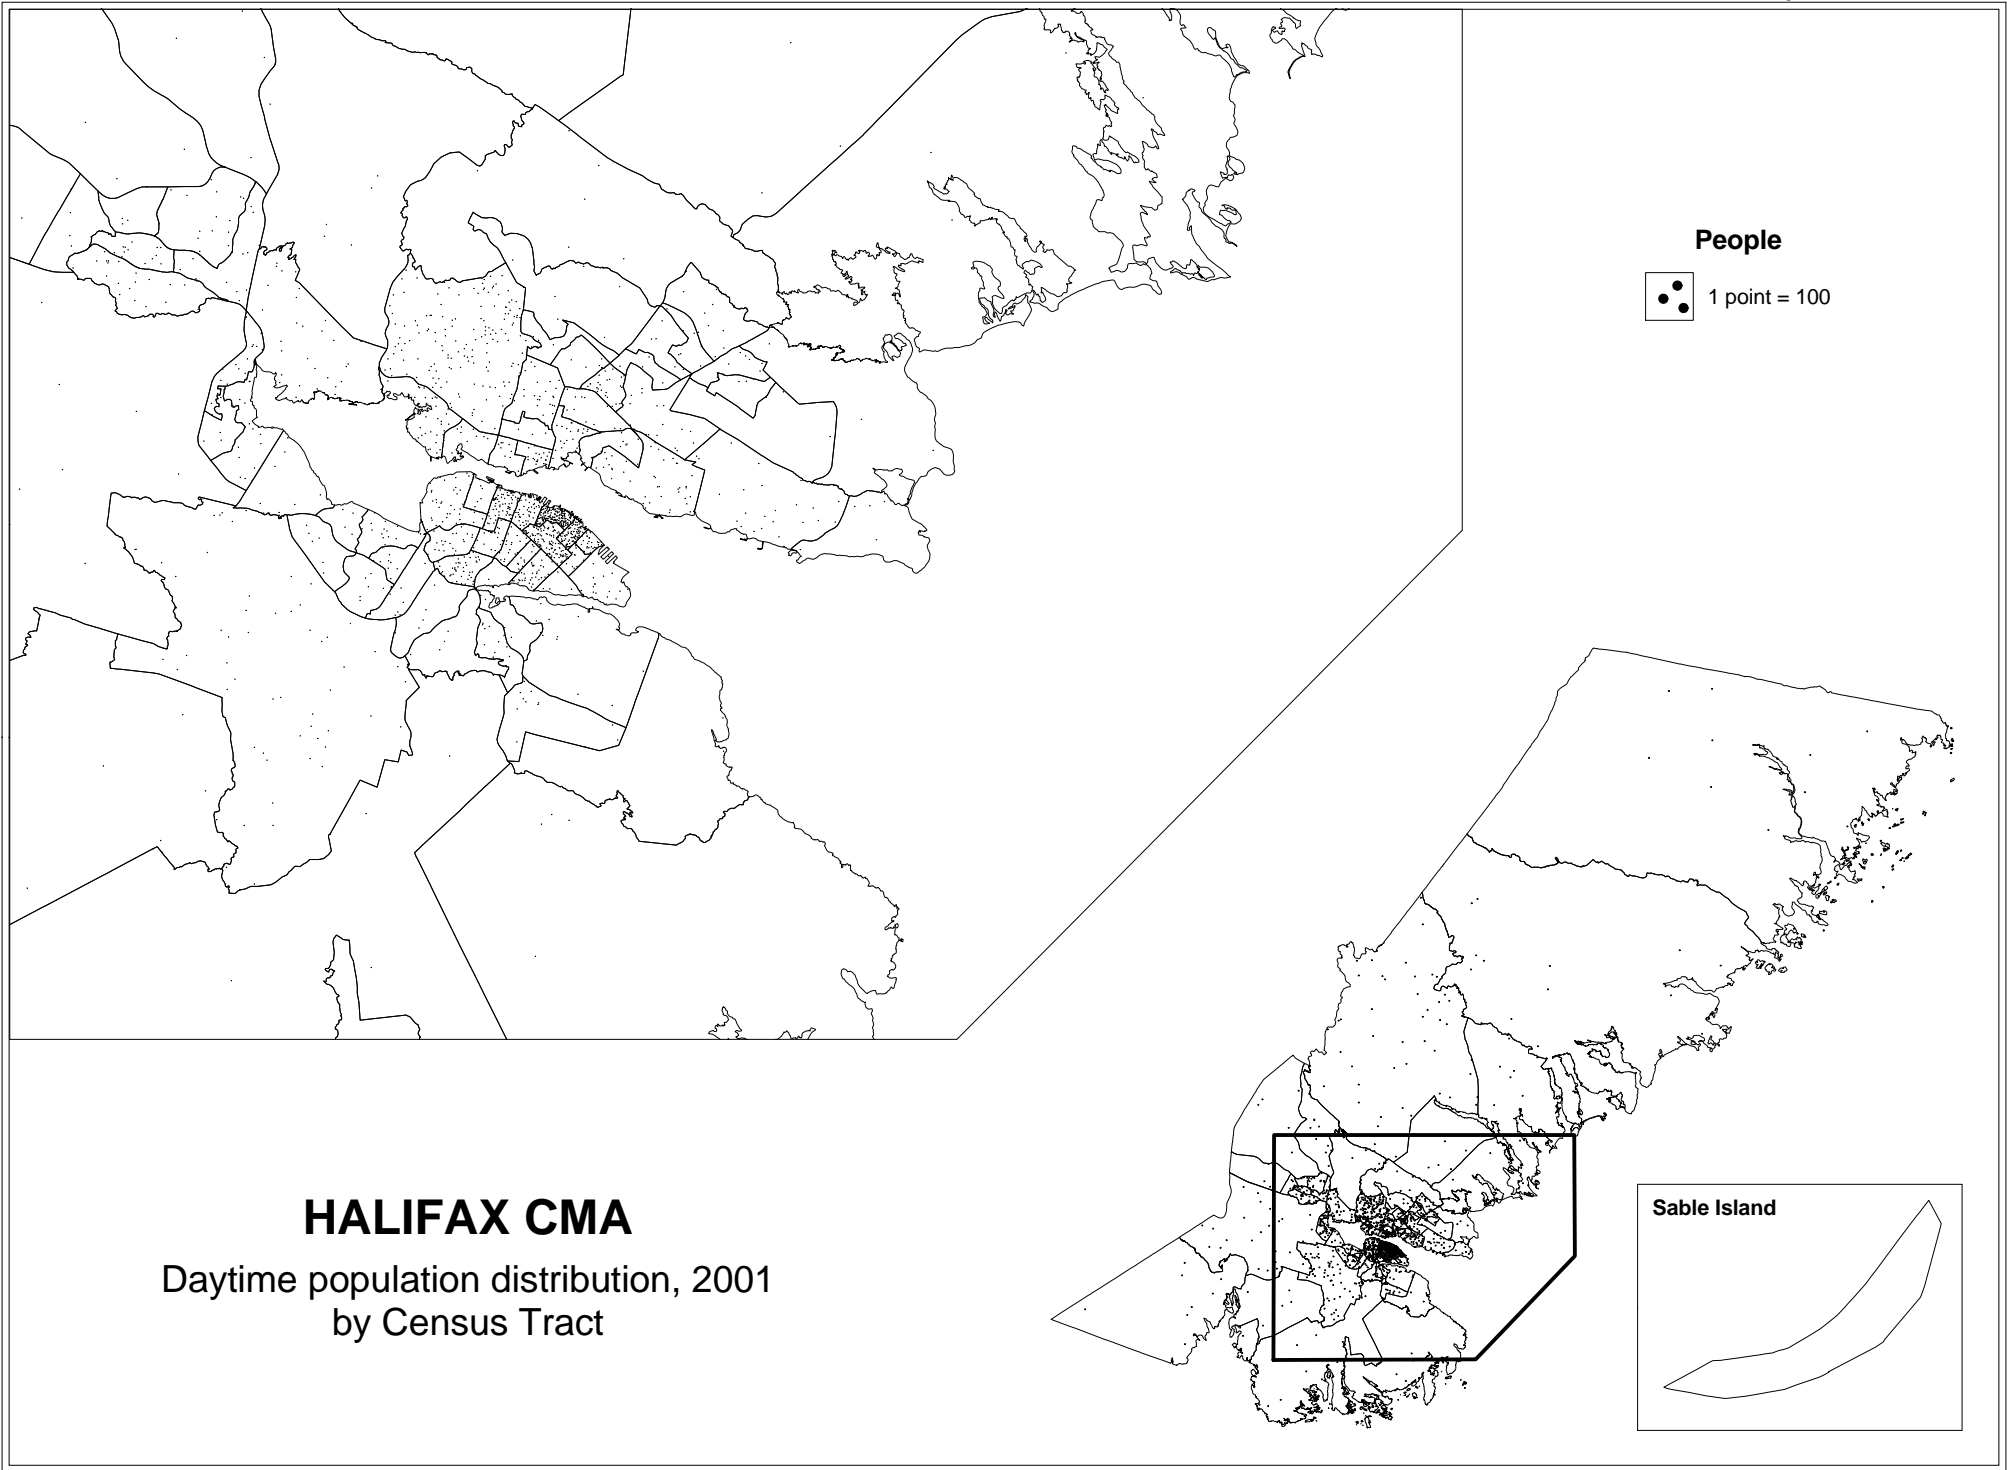 People
1 point = 100
HALIFAX CMA
Daytime population distribution, 2001
by Census Tract
Sable Island